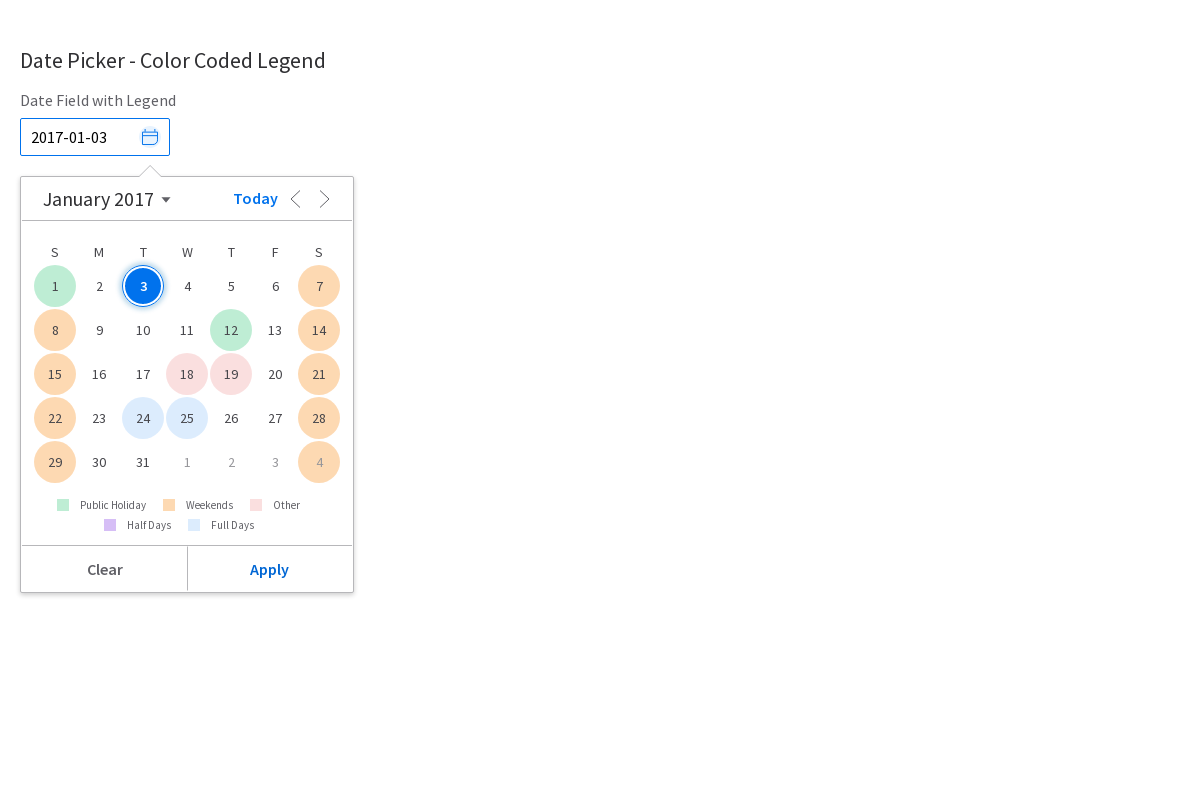 Date Picker - Color Coded Legend
Date Field with Legend
2017-01-03
January 2017 Today
S M T W T F S
1 2 3 4 5 6 7
8 9 10 11 12 13 14
15 16 17 18 19 20 21
22 23 24 25 26 27 28
29 30 31 1 2 3 4
Public Holiday Weekends Other
Half Days Full Days
Clear Apply